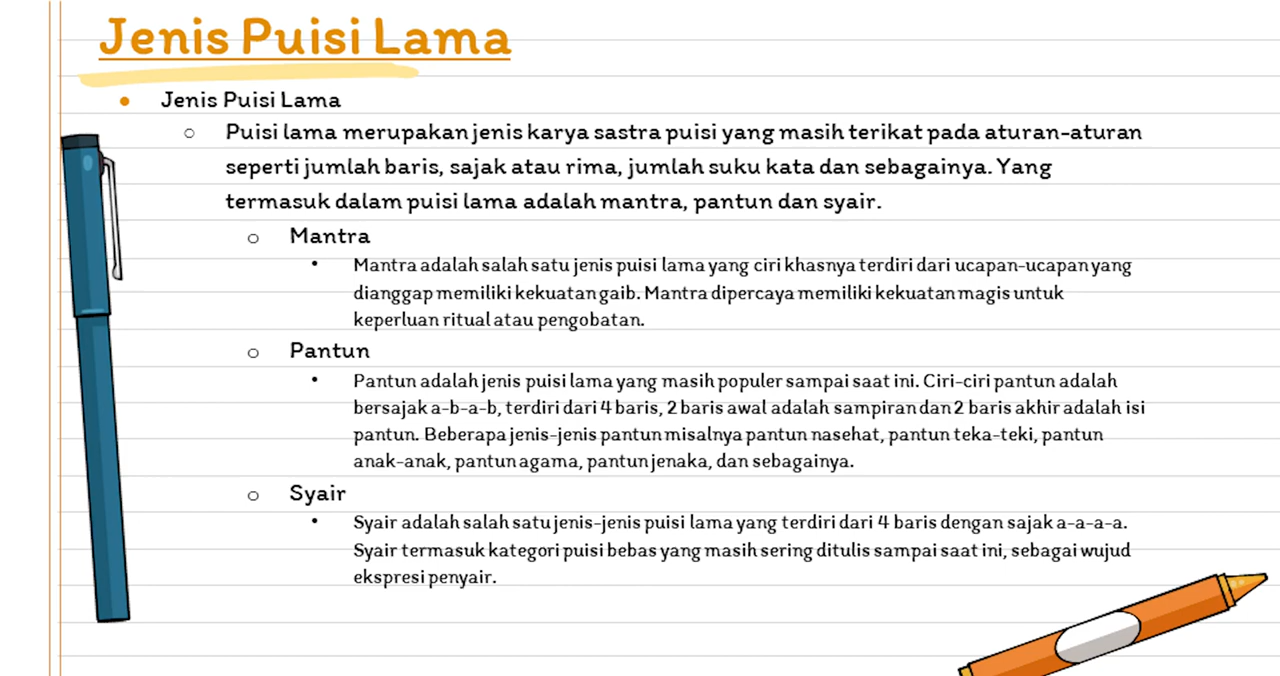 Jenis Puisi Lama
Jenis Puisi Lama
Puisi lama merupakan jenis karya sastra puisi yang masih terikat pada aturan-aturan
seperti jumlah baris, sajak atau rima, jumlah suku kata dan sebagainya. Yang
termasuk dalam puisi lama adalah mantra, pantun dan syair.
Mantra
Mantra adalah salah satu jenis puisi lama yang ciri khasnya terdiri dari ucapan-ucapan yang
dianggap memiliki kekuatan gaib. Mantra dipercaya memiliki kekuatan magis untuk
keperluan ritual atau pengobatan.
Pantun
Pantun adalah jenis puisi lama yang masih populer sampai saat ini. Ciri-ciri pantun adalah
bersajak a-b-a-b, terdiri dari 4 baris, 2 baris awal adalah sampiran dan 2 baris akhir adalah isi
pantun. Beberapa jenis-jenis pantun misalnya pantun nasehat, pantun teka-teki, pantun
anak-anak, pantun agama, pantun jenaka, dan sebagainya.
Syair
Syair adalah salah satu jenis-jenis puisi lama yang terdiri dari 4 baris dengan sajak a-a-a-a.
Syair termasuk kategori puisi bebas yang masih sering ditulis sampai saat ini, sebagai wujud
ekspresi penyair.